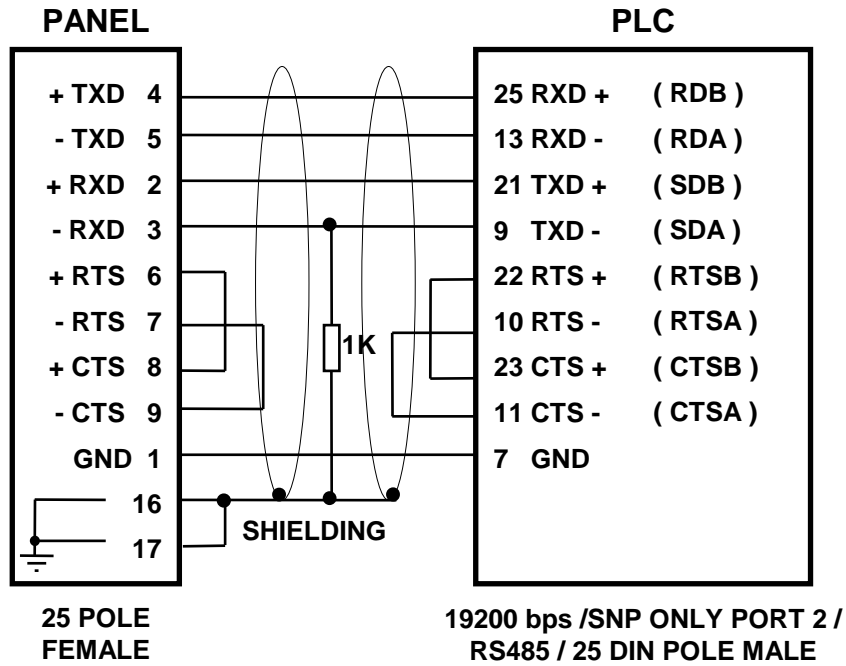 PANEL PLC
+ TXD 4 25 RXD + ( RDB )
- TXD 5 13 RXD - ( RDA )
+ RXD 2 21 TXD + ( SDB )
- RXD 3 9 TXD - ( SDA )
+ RTS 6 22 RTS + ( RTSB )
- RTS 7 10 RTS - ( RTSA )
1K
+ CTS 8 23 CTS + ( CTSB )
- CTS 9 11 CTS - ( CTSA )
GND 1 7 GND
16
SHIELDING
17
25 POLE
FEMALE
19200 bps /SNP ONLY PORT 2 /
RS485 / 25 DIN POLE MALE